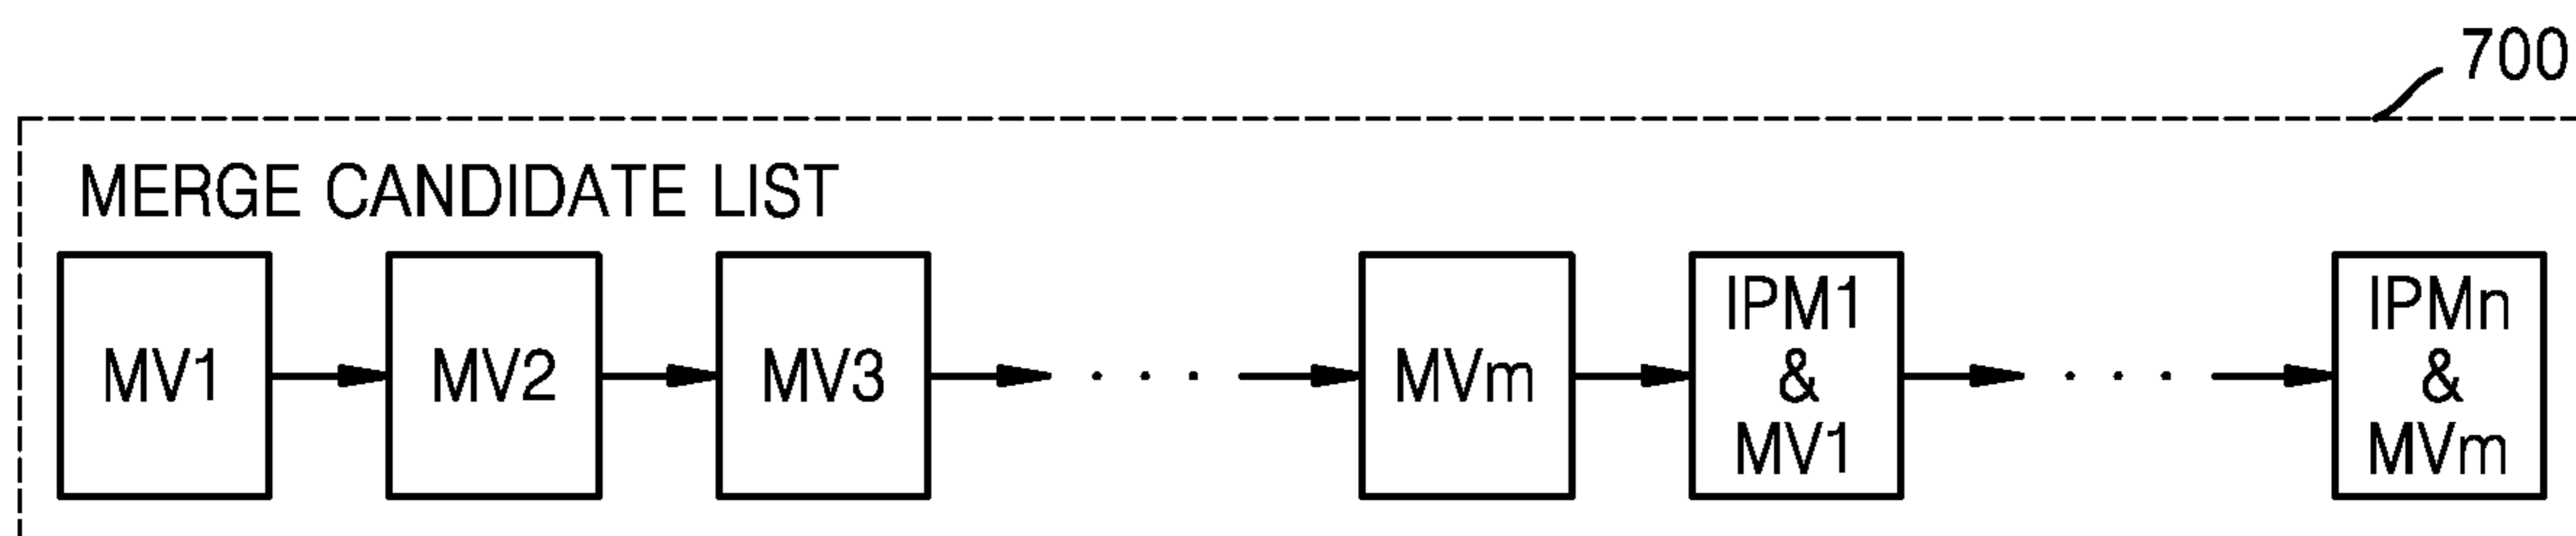 700
MERGE CANDIDATE LIST
MV1
MV2
MV3
. . .
MVm
IPM1
&
MV1
. . .
IPMn
&
MVm